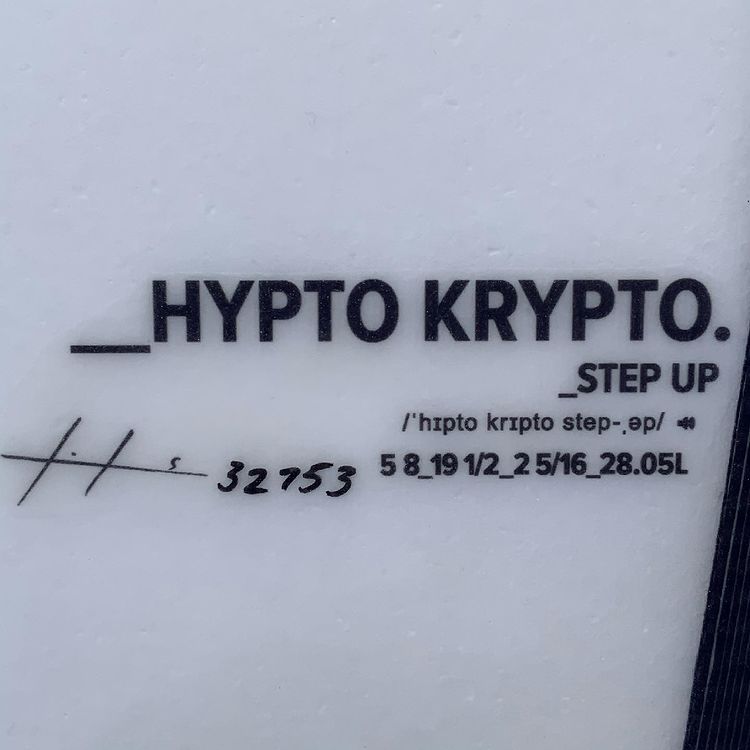 __HYPTO KRYPTO.
_STEP UP
/ˈhɪpto krɪpto step-ˌəp/
32753 5 8_19 1/2_2 5/16_28.05L